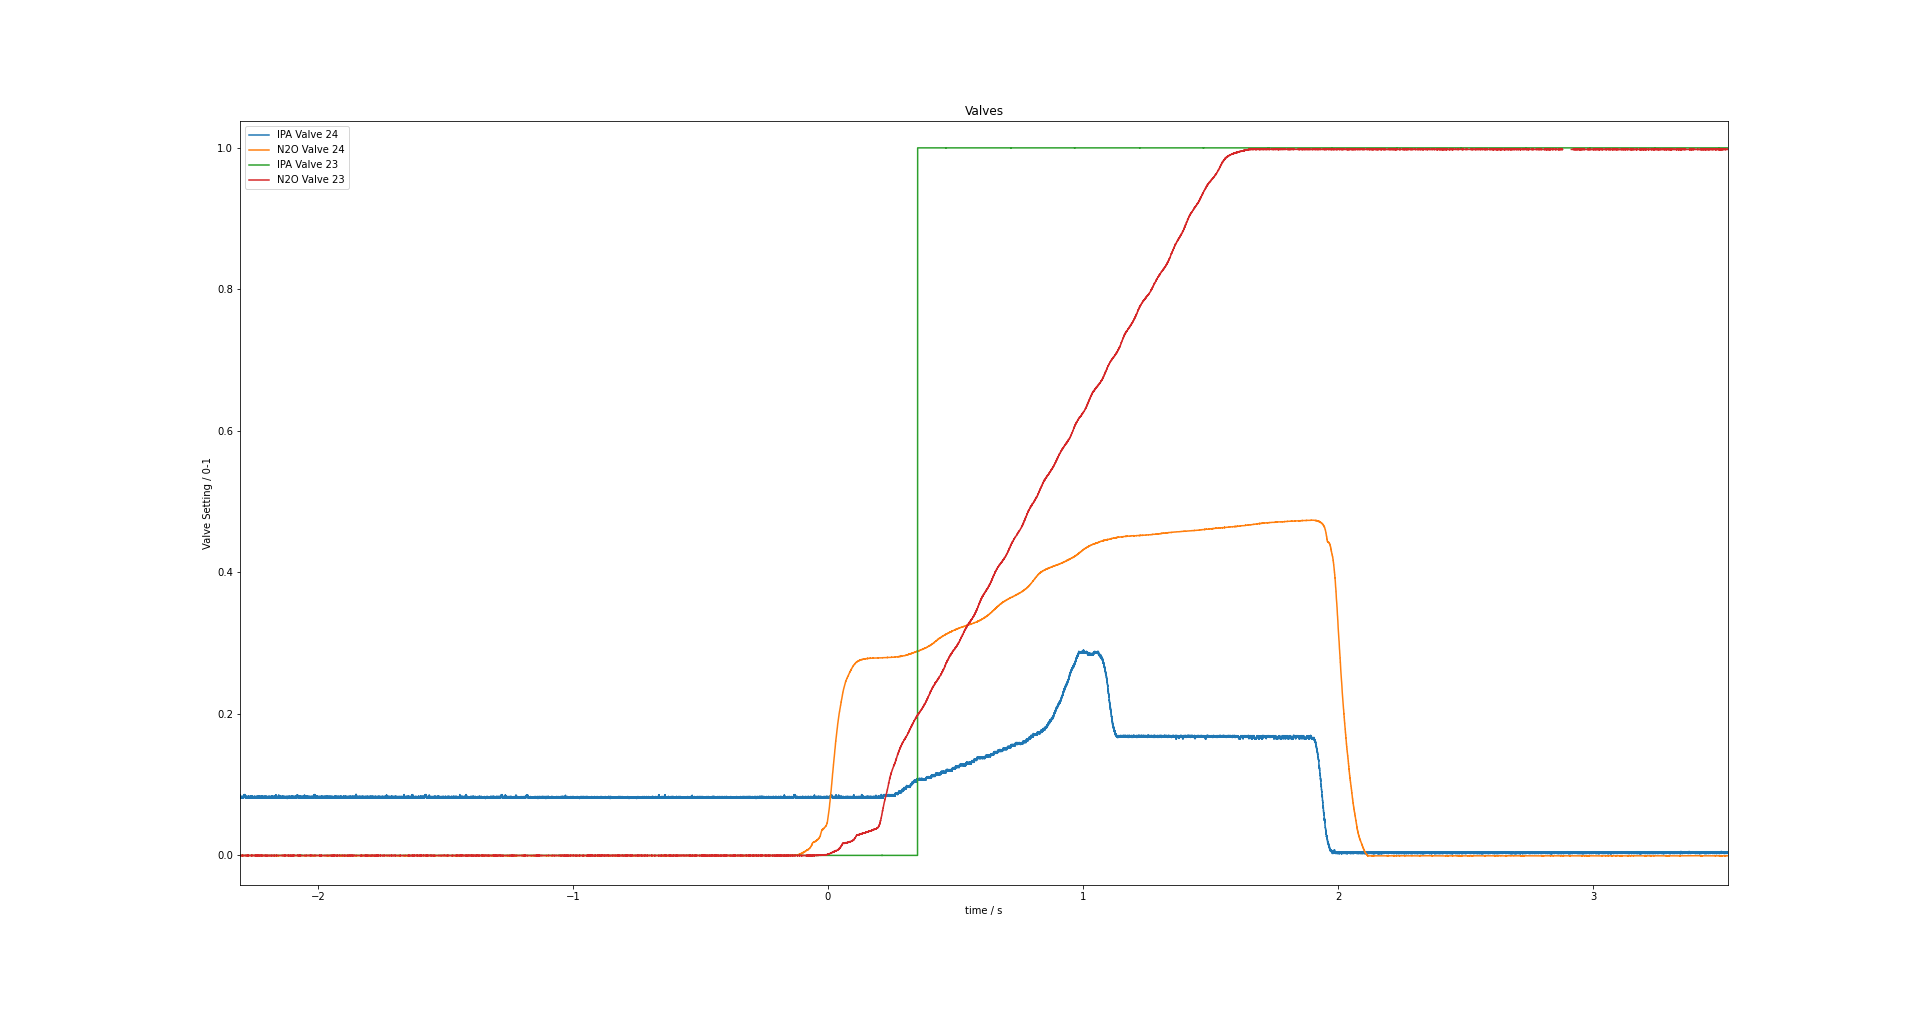 Valves
IPA Valve 24
N2O Valve 24
IPA Valve 23
N2O Valve 23
1.0
0.8
0.6
0.4
0.2
0.0
Valve Setting / 0-1
−2 −1 0 1 2 3
time / s